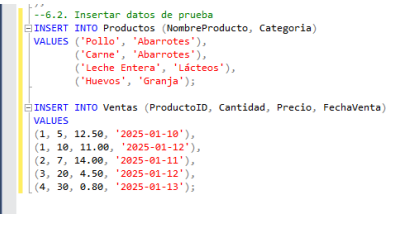 ));
--6.2. Insertar datos de prueba
INSERT INTO Productos (NombreProducto, Categoria)
VALUES ('Pollo', 'Abarrotes'),
('Carne', 'Abarrotes'),
('Leche Entera', 'Lácteos'),
('Huevos', 'Granja');
INSERT INTO Ventas (ProductoID, Cantidad, Precio, FechaVenta)
VALUES
(1, 5, 12.50, '2025-01-10'),
(1, 10, 11.00, '2025-01-12'),
(2, 7, 14.00, '2025-01-11'),
(3, 20, 4.50, '2025-01-12'),
(4, 30, 0.80, '2025-01-13');